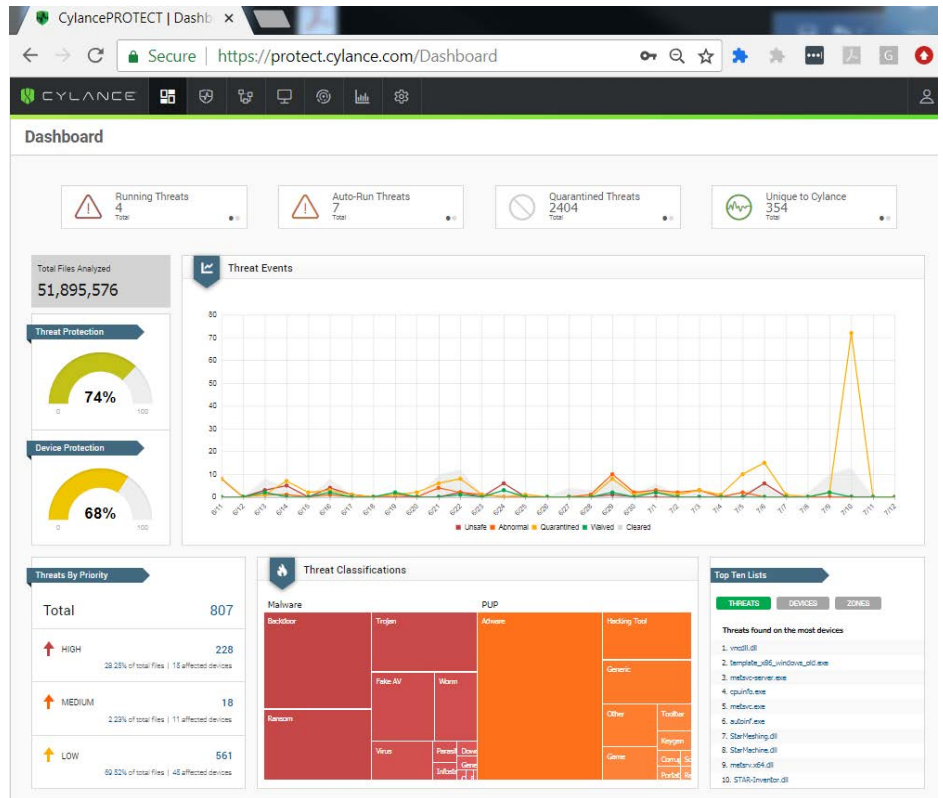 CylancePROTECT | Dashb
Secure | https://protect.cylance.com/Dashboard
G
CYLANCE
Dashboard
Running Threats
4
Total
Auto-Run Threats
7
Total
Quarantined Threats
2404
Total
Unique to Cylance
354
Total
Total Files Analyzed
51,895,576
Threat Protection
74%
0 100
Device Protection
68%
0 100
Threat Events
80
70
60
50
40
30
20
10
0
6/11 6/12 6/13 6/14 6/15 6/16 6/17 6/18 6/19 6/20 6/21 6/22 6/23 6/24 6/25 6/26 6/27 6/28 6/29 6/30 7/1 7/2 7/3 7/4 7/5 7/6 7/7 7/8 7/9 7/10 7/11 7/12
Unsafe Abnormal Quarantined Waived Cleared
Threats By Priority
Total 807
HIGH 228
28.25% of total files | 15 affected devices
MEDIUM 18
2.23% of total files | 11 affected devices
LOW 561
69.52% of total files | 45 affected devices
Threat Classifications
Malware PUP
Backdoor
Ransom
Trojan
Fake AV
Worm
Virus
Parasit
Infoste
Gene
Adware
Hacking Tool
Generic
Other
Toolbar
Keygen
Game
Corrup
Portab
Top Ten Lists
THREATS DEVICES ZONES
Threats found on the most devices
1. vncdll.dll
2. template_x86_windows_old.exe
3. metsvc-server.exe
4. cpuinfo.exe
5. metsvc.exe
6. autoinf.exe
7. StarMeshing.dll
8. StarMachine.dll
9. metsrv.x64.dll
10. STAR-Inventor.dll